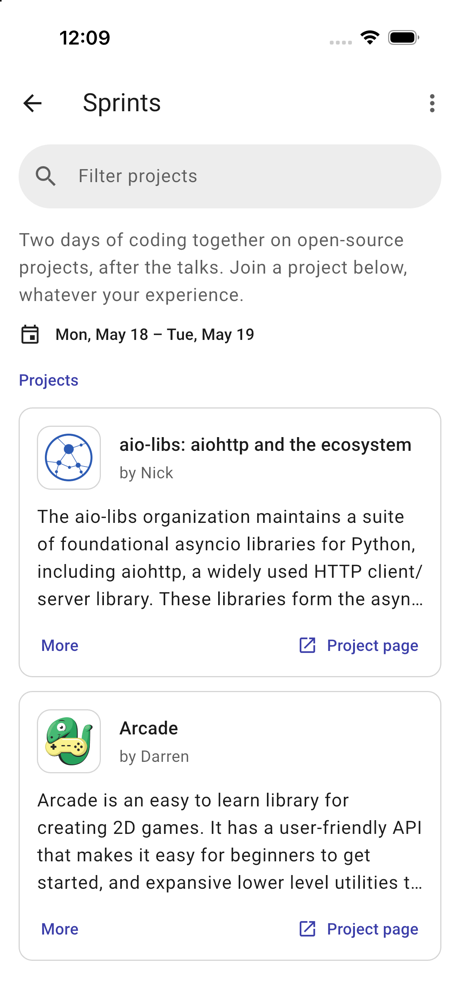 12:09
Sprints
Filter projects
Two days of coding together on open-source
projects, after the talks. Join a project below,
whatever your experience.
Mon, May 18 – Tue, May 19
Projects
aio-libs: aiohttp and the ecosystem
by Nick
The aio-libs organization maintains a suite
of foundational asyncio libraries for Python,
including aiohttp, a widely used HTTP client/
server library. These libraries form the asyn…
More
Project page
Arcade
by Darren
Arcade is an easy to learn library for
creating 2D games. It has a user-friendly API
that makes it easy for beginners to get
started, and expansive lower level utilities t…
More
Project page